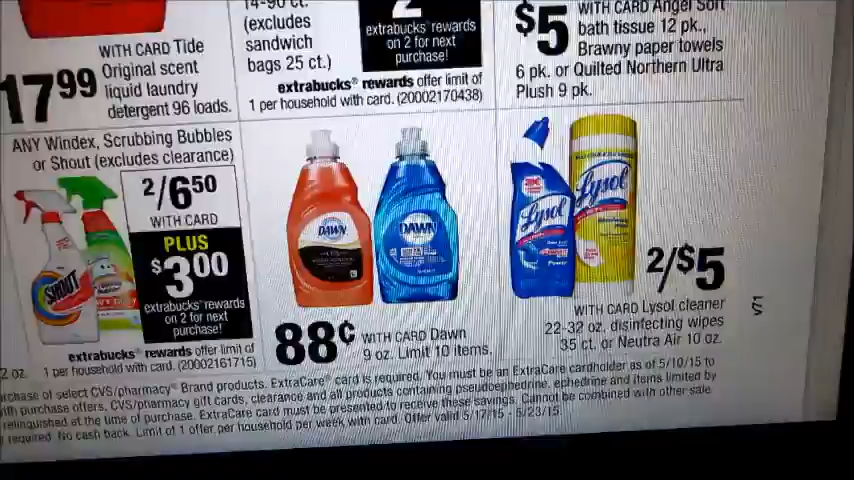 17⁹⁹
WITH CARD Tide
Original scent
liquid laundry
detergent 96 loads.
14-90 ct.
(excludes
sandwich
bags 25 ct.)
2
extrabucks® rewards
on 2 for next
purchase!
extrabucks® rewards offer limit of
1 per household with card. (20002170438)
$5
WITH CARD Angel Soft
bath tissue 12 pk.,
Brawny paper towels
6 pk. or Quilted Northern Ultra
Plush 9 pk.
ANY Windex, Scrubbing Bubbles
or Shout (excludes clearance)
2/6⁵⁰
WITH CARD
PLUS
$3⁰⁰
extrabucks® rewards
on 2 for next
purchase!
SHOUT
extrabucks® rewards offer limit of
2 oz. 1 per household with card. (20002161715)
DAWN
DAWN
88¢
WITH CARD Dawn
9 oz. Limit 10 items.
Lysol
Power
Lysol
2/$5
WITH CARD Lysol cleaner
22-32 oz. disinfecting wipes
35 ct. or Neutra Air 10 oz.
V71
of select CVS/pharmacy® Brand products. ExtraCare® card is required. You must be an ExtraCare cardholder as of 5/10/15 to
with purchase offers, CVS/pharmacy gift cards, clearance and all products containing pseudoephedrine, ephedrine and items limited by
relinquished at the time of purchase. ExtraCare card must be presented to receive these savings. Cannot be combined with other sale
required. No cash back. Limit of 1 offer per household per week with card. Offer valid 5/17/15 - 5/23/15.